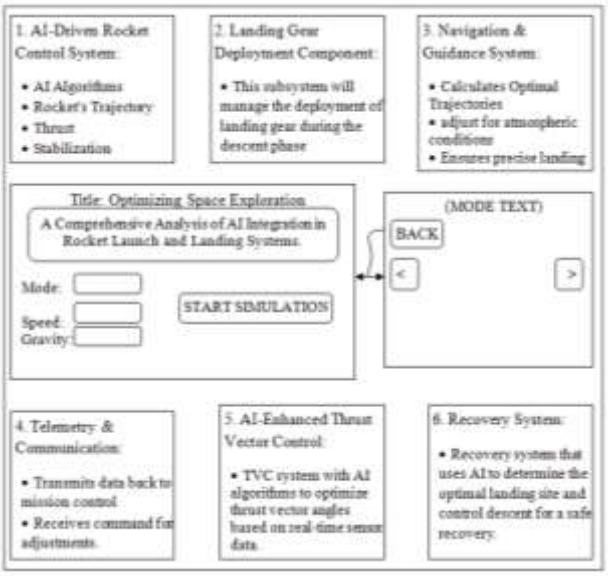 1. AI-Driven Rocket
Control System:
• AI Algorithms
• Rocket's Trajectory
• Thrust
• Stabilization
2. Landing Gear
Deployment Component:
• This subsystem will
manage the deployment of
landing gear during the
descent phase
3. Navigation &
Guidance System:
• Calculates Optimal
Trajectories
• adjust for atmospheric
conditions
• Ensures precise landing
Title: Optimizing Space Exploration
A Comprehensive Analysis of AI Integration in
Rocket Launch and Landing Systems.
Mode:
START SIMULATION
Speed:
Gravity:
(MODE TEXT)
BACK
< >
4. Telemetry &
Communication:
• Transmits data back to
mission control
• Receives command for
adjustments.
5. AI-Enhanced Thrust
Vector Control:
• TVC system with AI
algorithms to optimize
thrust vector angles
based on real-time sensor
data.
6. Recovery System:
• Recovery system that
uses AI to determine the
optimal landing site and
control descent for a safe
recovery.